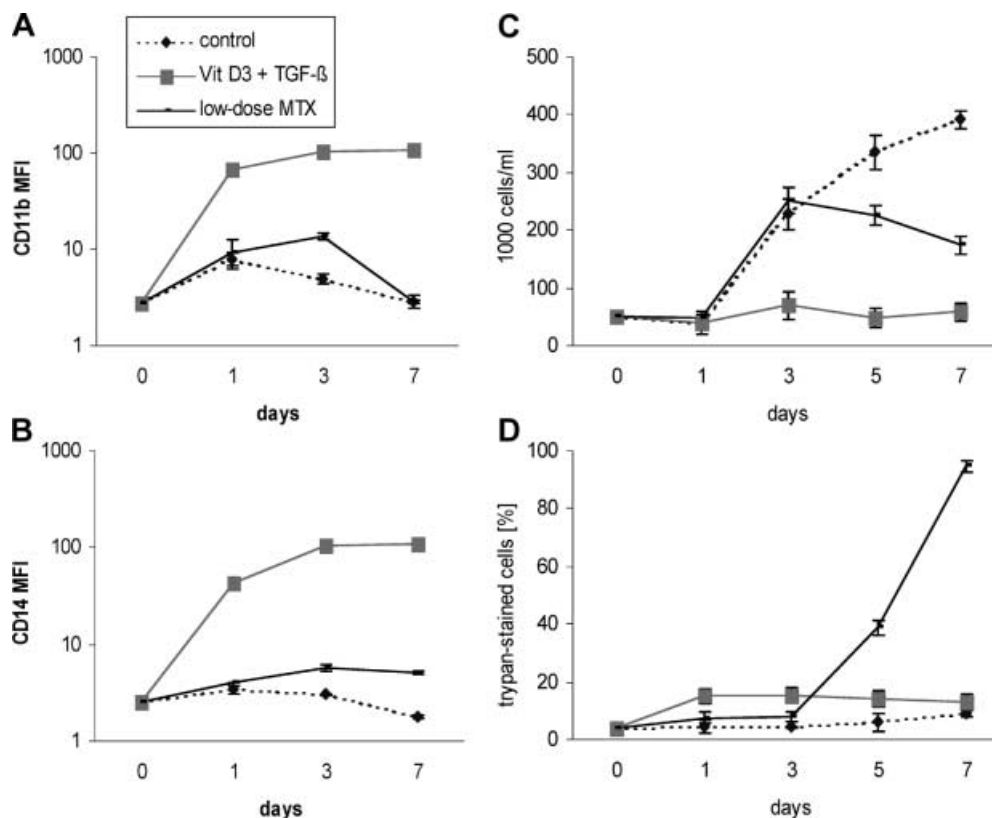 A
control
Vit D3 + TGF-ß
low-dose MTX
1000
100
10
1
CD11b MFI
0 1 3 7
days
B
1000
100
10
1
CD14 MFI
0 1 3 7
days
C
500
400
300
200
100
50
0
1000 cells/ml
0 1 3 5 7
days
D
100
80
60
40
20
0
trypan-stained cells [%]
0 1 3 5 7
days